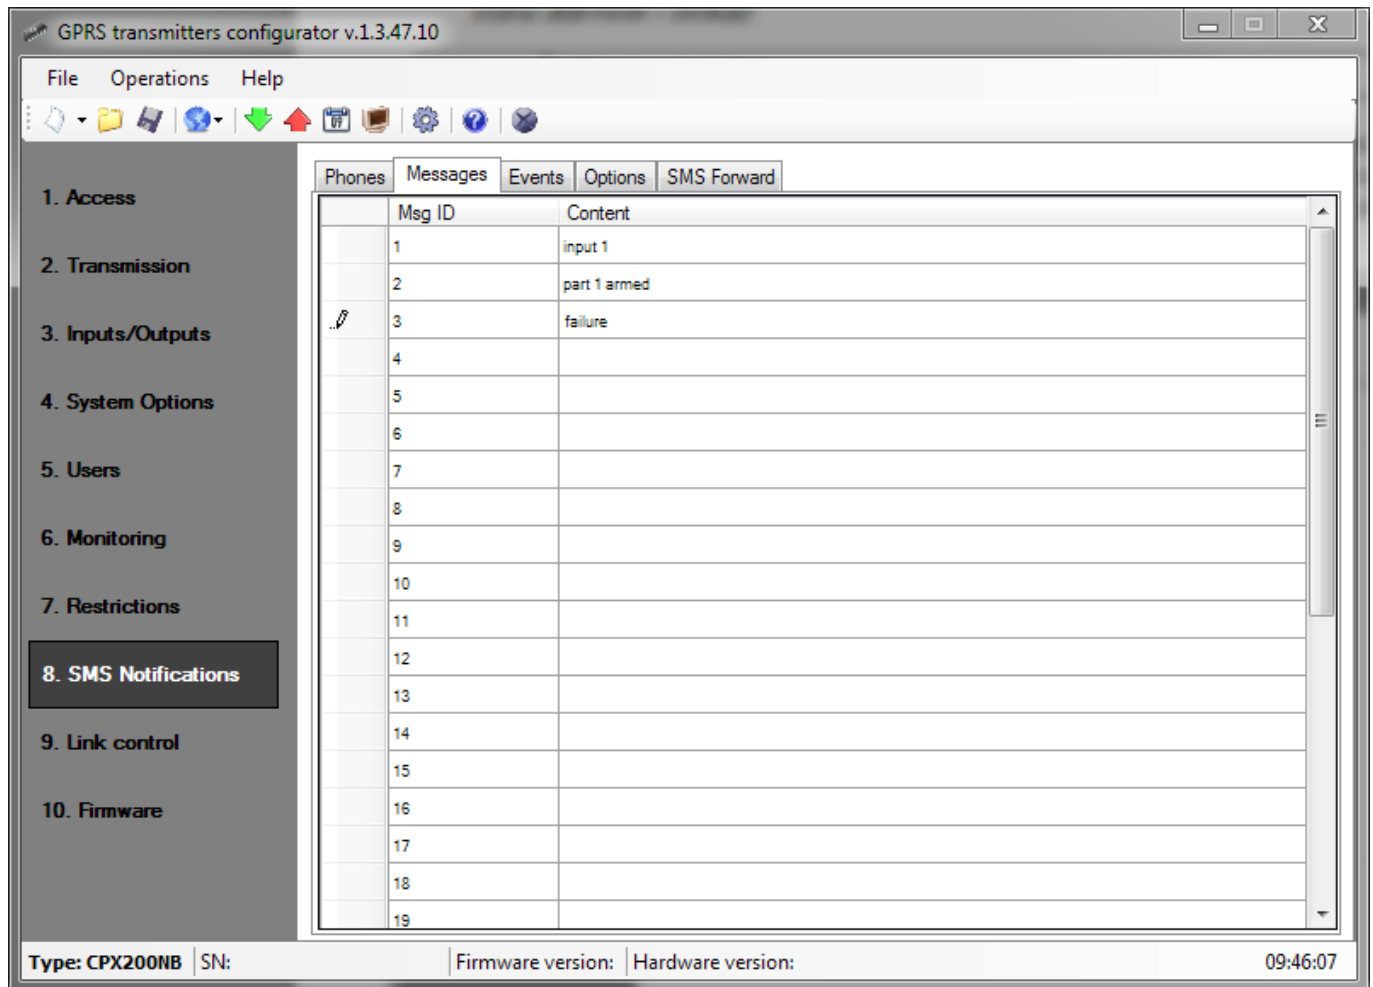 GPRS transmitters configurator v.1.3.47.10
File Operations Help
Phones Messages Events Options SMS Forward
1. Access
2. Transmission
3. Inputs/Outputs
4. System Options
5. Users
6. Monitoring
7. Restrictions
8. SMS Notifications
9. Link control
10. Firmware
Msg ID Content
1 input 1
2 part 1 armed
3 failure
4
5
6
7
8
9
10
11
12
13
14
15
16
17
18
19
Type: CPX200NB SN: Firmware version: Hardware version: 09:46:07